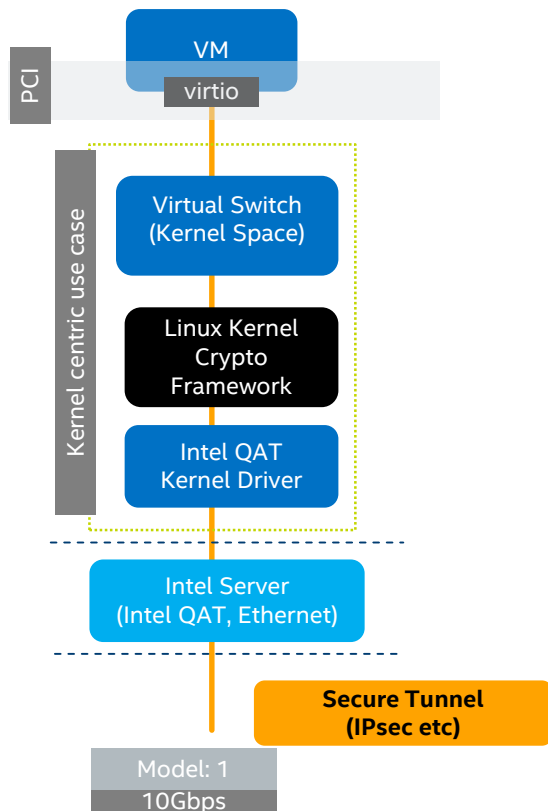 VM
PCI
virtio
Kernel centric use case
Virtual Switch
(Kernel Space)
Linux Kernel
Crypto
Framework
Intel QAT
Kernel Driver
Intel Server
(Intel QAT, Ethernet)
Secure Tunnel
(IPsec etc)
Model: 1
10Gbps